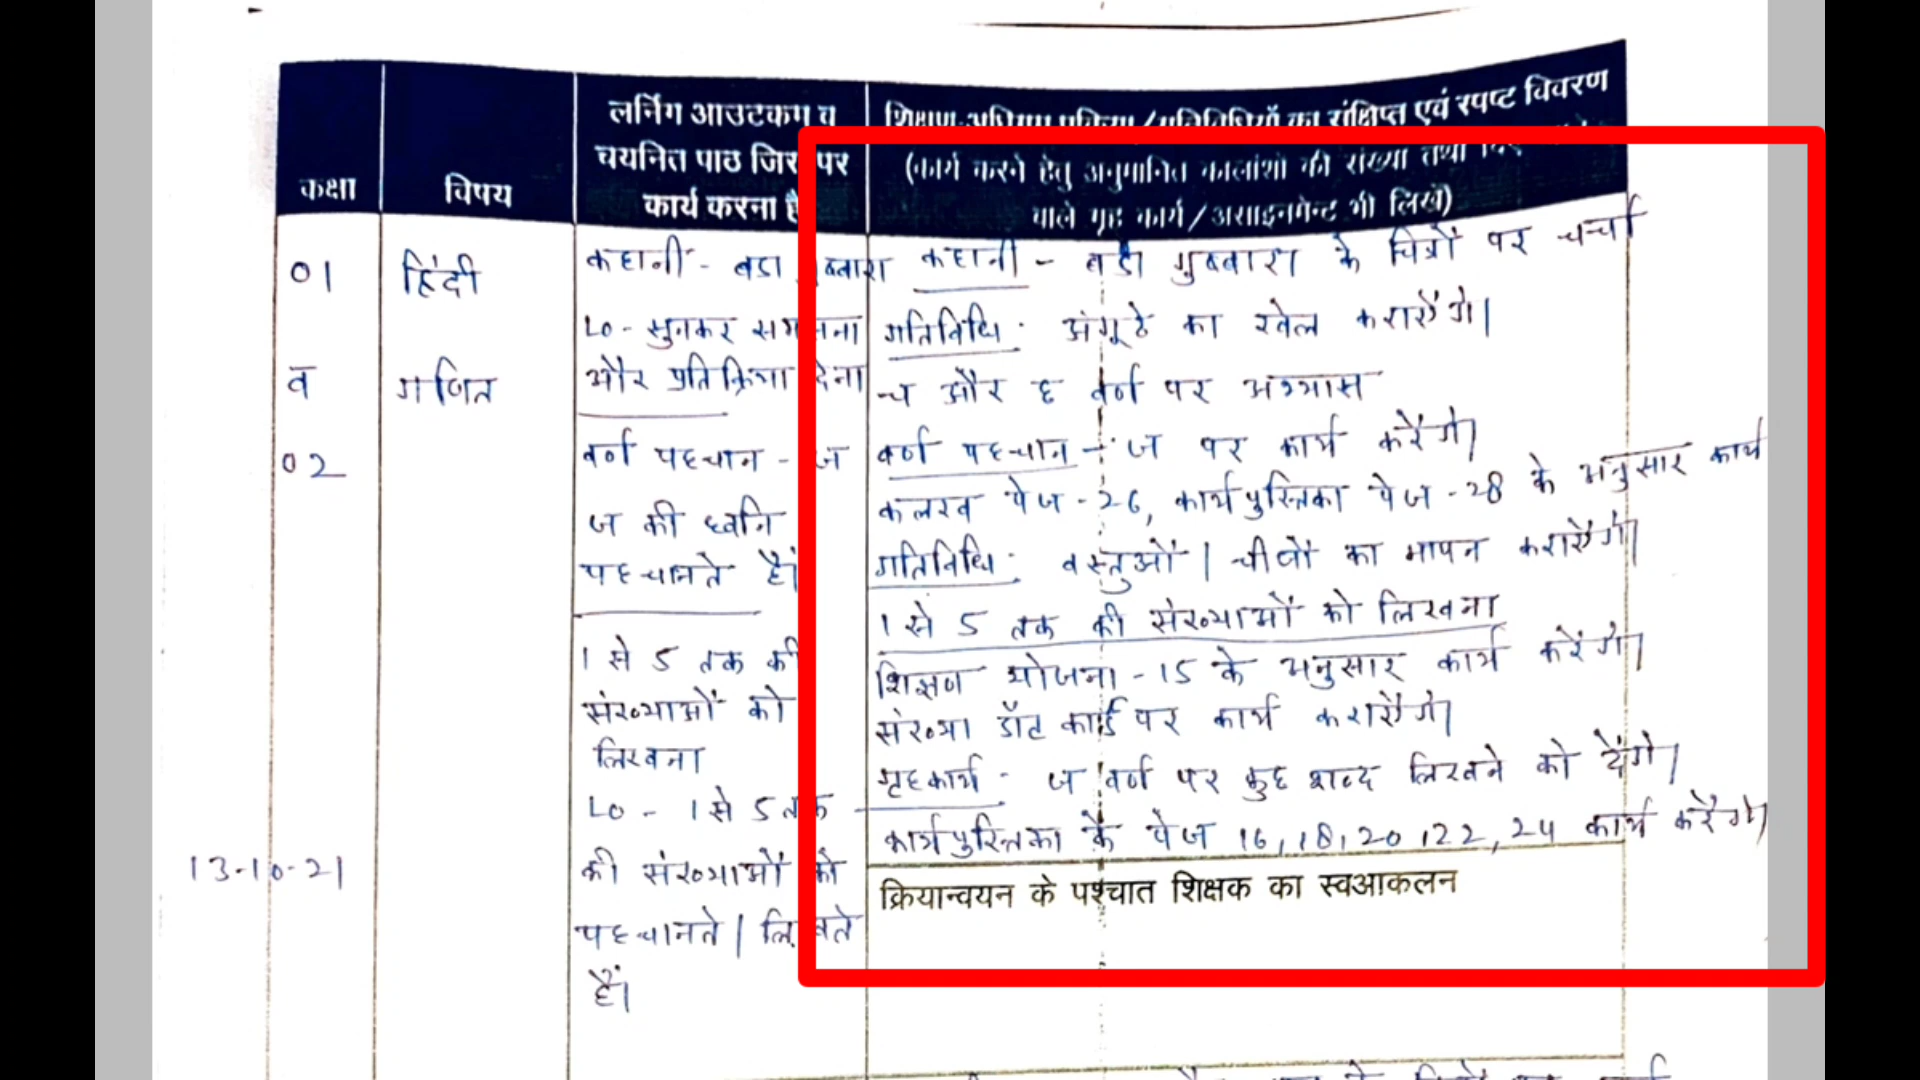 कक्षा
विषय
लर्निंग आउटकम व
चयनित पाठ जिस पर
कार्य करना है
शिक्षण-अधिगम प्रक्रिया/गतिविधियों का संक्षिप्त एवं स्पष्ट विवरण
(कार्य करने हेतु अनुमानित कालांशों की संख्या तथा
वाले गृह कार्य/असाइनमेन्ट भी लिखें)
01
व
02
हिंदी
गणित
कहानी - बडा गुब्बारा
Lo - सुनकर समझना
और प्रतिक्रिया देना
वर्ण पहचान - ज
ज की ध्वनि
पहचानते हैं।
1 से 5 तक की
संख्याओं को
लिखना
Lo - 1 से 5 तक
की संख्याओं को
पहचानते / लिखते
हैं।
13-10-21
कहानी - बडा गुब्बारा के चित्रों पर चर्चा
गतिविधि: अंगूठे का खेल कराएँगे।
च और ह वर्ण पर अभ्यास
वर्ण पहचान - ज पर कार्य करेंगे।
कलरव पेज - 26, कार्यपुस्तिका पेज - 28 के अनुसार कार्य
गतिविधि: वस्तुओं / चीजों का मापन कराएँगे।
1 से 5 तक की संख्याओं को लिखना
शिक्षण योजना - 15 के अनुसार कार्य करेंगे।
संख्या डॉट कार्ड पर कार्य कराएँगे।
गृहकार्य - ज वर्ण पर कुछ शब्द लिखने को देंगे।
कार्यपुस्तिका के पेज 16, 18, 20, 22, 24 कार्य करेंगे।
क्रियान्वयन के पश्चात शिक्षक का स्वआकलन